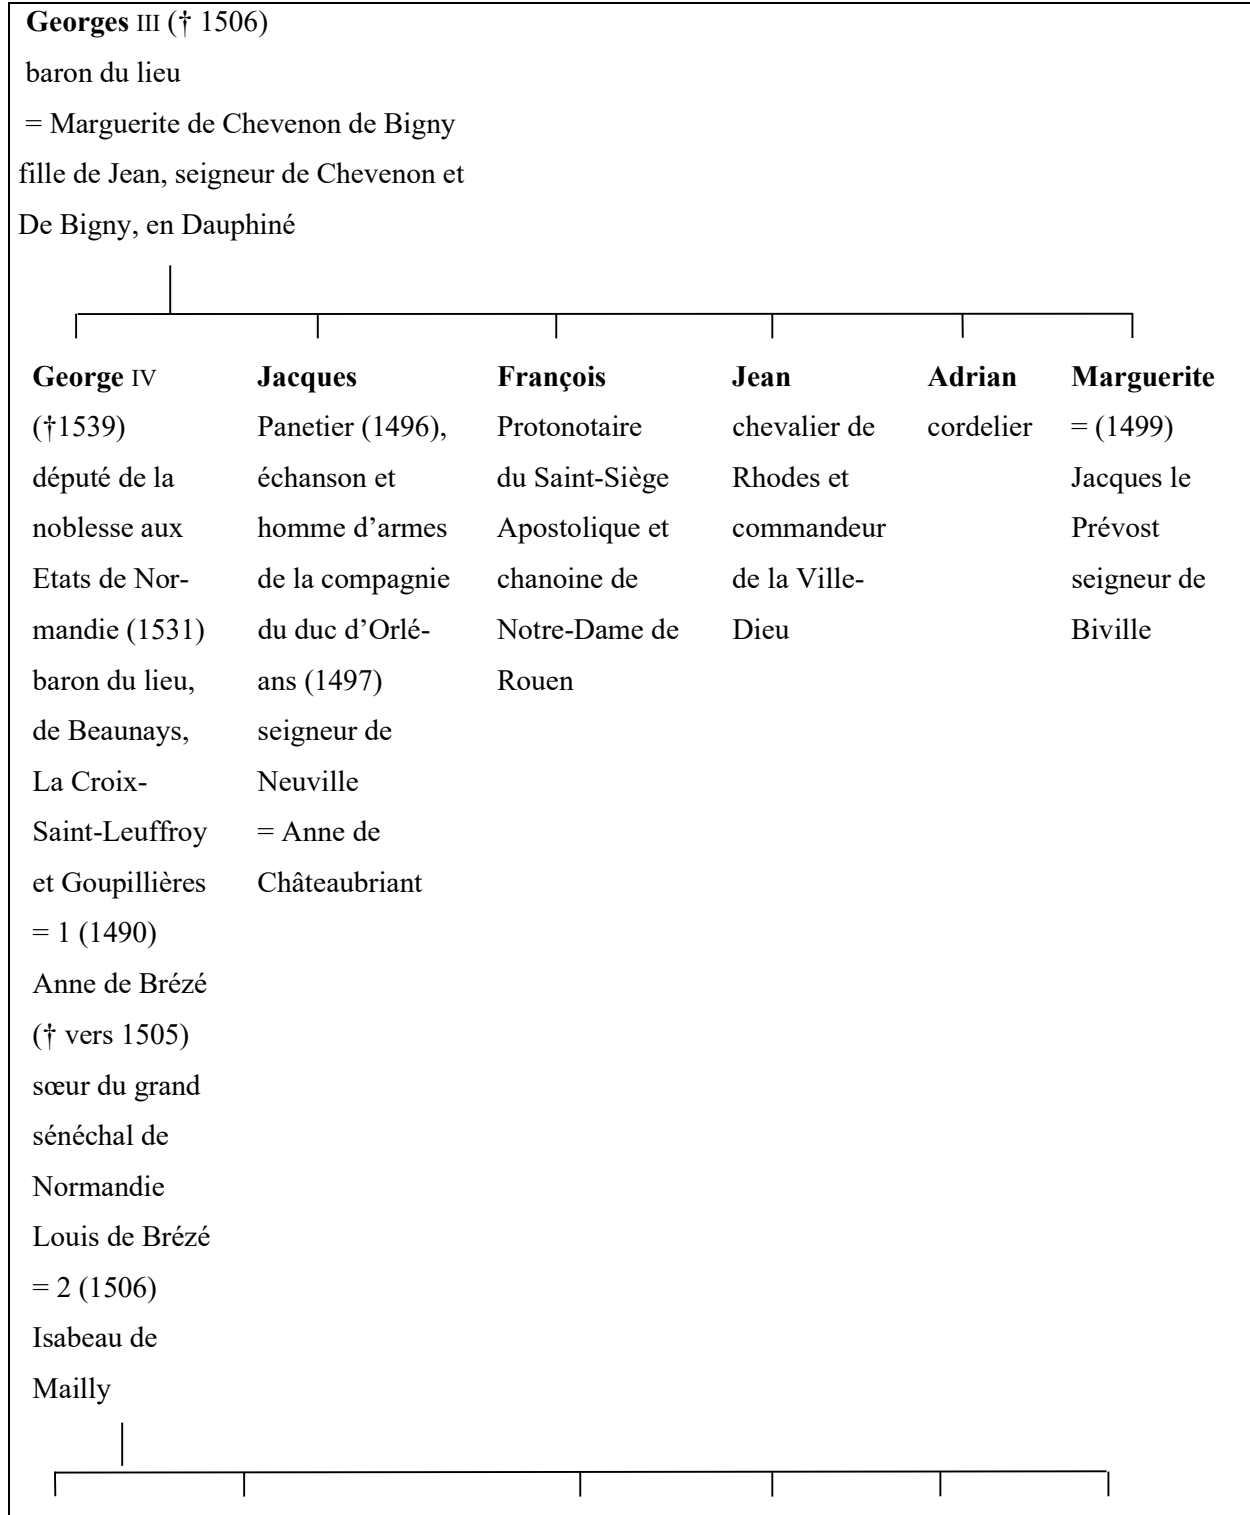 Georges III († 1506)
baron du lieu
= Marguerite de Chevenon de Bigny
fille de Jean, seigneur de Chevenon et
De Bigny, en Dauphiné
George IV
(†1539)
député de la
noblesse aux
Etats de Nor-
mandie (1531)
baron du lieu,
de Beaunays,
La Croix-
Saint-Leuffroy
et Goupillières
= 1 (1490)
Anne de Brézé
(† vers 1505)
sœur du grand
sénéchal de
Normandie
Louis de Brézé
= 2 (1506)
Isabeau de
Mailly
Jacques
Panetier (1496),
échanson et
homme d’armes
de la compagnie
du duc d’Orlé-
ans (1497)
seigneur de
Neuville
= Anne de
Châteaubriant
François
Protonotaire
du Saint-Siège
Apostolique et
chanoine de
Notre-Dame de
Rouen
Jean
chevalier de
Rhodes et
commandeur
de la Ville-
Dieu
Adrian
cordelier
Marguerite
= (1499)
Jacques le
Prévost
seigneur de
Biville